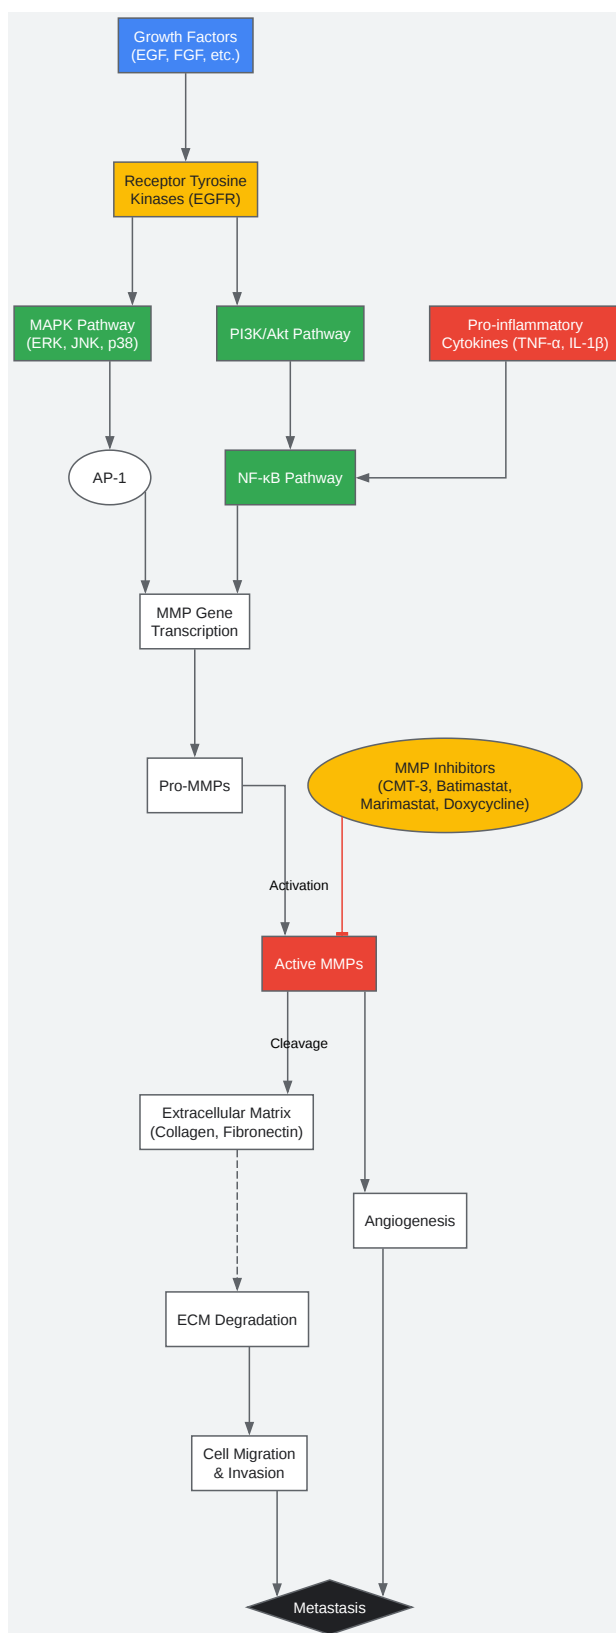 Growth Factors
(EGF, FGF, etc.)
Receptor Tyrosine
Kinases (EGFR)
MAPK Pathway
(ERK, JNK, p38)
PI3K/Akt Pathway
Pro-inflammatory
Cytokines (TNF-α, IL-1β)
AP-1
NF-κB Pathway
MMP Gene
Transcription
Pro-MMPs
MMP Inhibitors
(CMT-3, Batimastat,
Marimastat, Doxycycline)
Activation
Active MMPs
Cleavage
Extracellular Matrix
(Collagen, Fibronectin)
Angiogenesis
ECM Degradation
Cell Migration
& Invasion
Metastasis